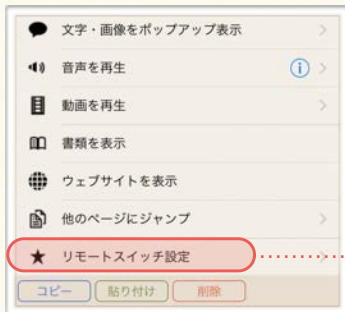 文字・画像をポップアップ表示
音声を再生
動画を再生
書類を表示
ウェブサイトを表示
他のページにジャンプ
リモートスイッチ設定
コピー 貼り付け 削除